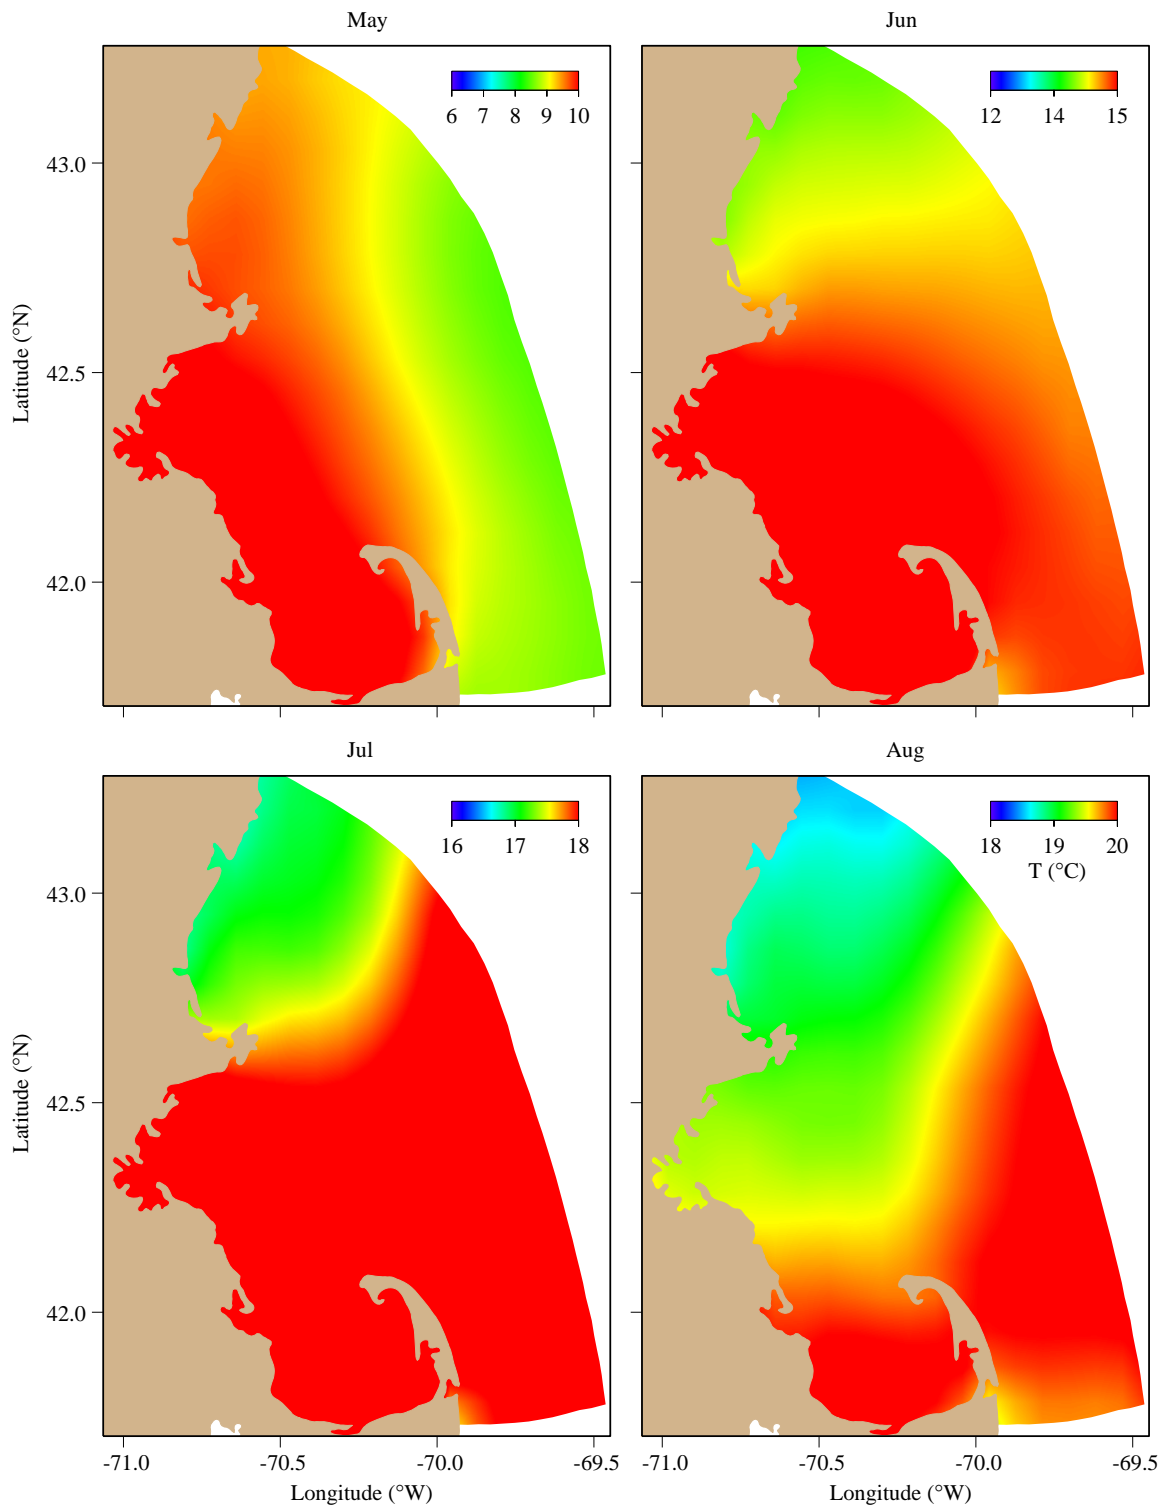 May
Jun
6 7 8 9 10
12 14 15
43.0
42.5
42.0
Latitude (°N)
Jul
Aug
16 17 18
18 19 20
T (°C)
43.0
42.5
42.0
Latitude (°N)
-71.0 -70.5 -70.0 -69.5
-71.0 -70.5 -70.0 -69.5
Longitude (°W)
Longitude (°W)